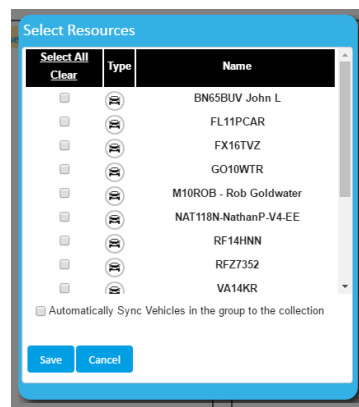 Select Resources
Select All
Clear
Type
Name
BN65BUV John L
FL11PCAR
FX16TVZ
GO10WTR
M10ROB - Rob Goldwater
NAT118N-NathanP-V4-EE
RF14HNN
RFZ7352
VA14KR
Automatically Sync Vehicles in the group to the collection
Save Cancel